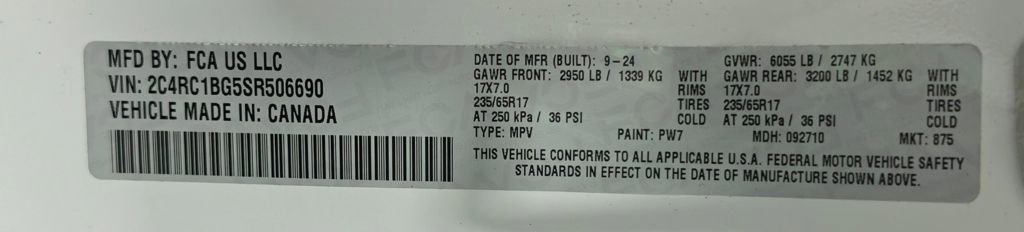 MFD BY: FCA US LLC
VIN: 2C4RC1BG5SR506690
VEHICLE MADE IN: CANADA
DATE OF MFR (BUILT): 9-24 GVWR: 6055 LB / 2747 KG
GAWR FRONT: 2950 LB / 1339 KG WITH GAWR REAR: 3200 LB / 1452 KG WITH
17X7.0 RIMS 17X7.0 RIMS
235/65R17 TIRES 235/65R17 TIRES
AT 250 kPa / 36 PSI COLD AT 250 kPa / 36 PSI COLD
TYPE: MPV PAINT: PW7 MDH: 092710 MKT: 875
THIS VEHICLE CONFORMS TO ALL APPLICABLE U.S.A. FEDERAL MOTOR VEHICLE SAFETY
STANDARDS IN EFFECT ON THE DATE OF MANUFACTURE SHOWN ABOVE.